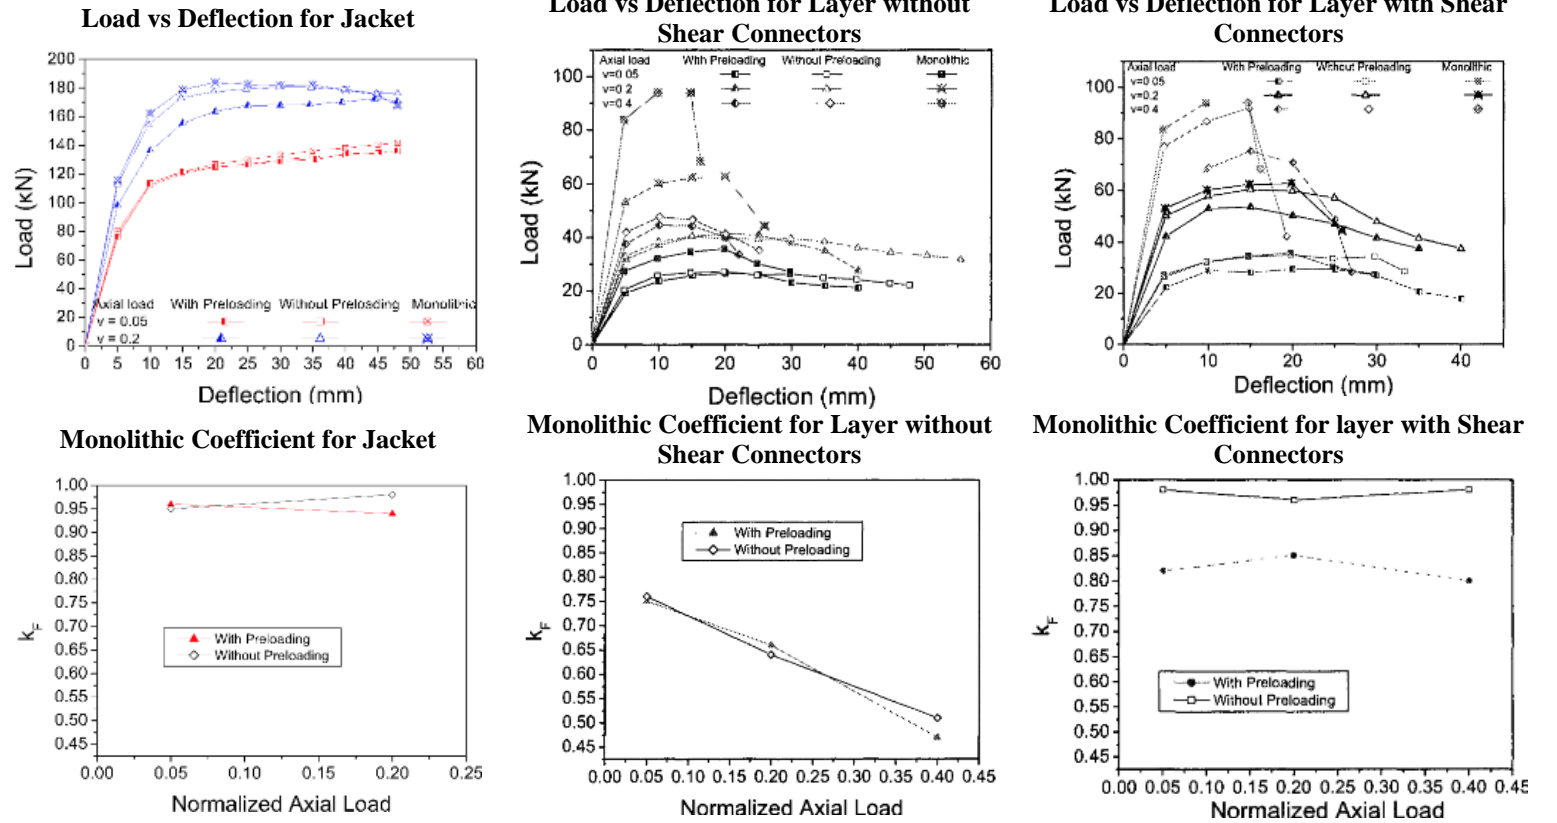 Load vs Deflection for Jacket
200
180
160
140
120
100
80
60
40
20
0
Load (kN)
Axial load With Preloading Without Preloading Monolithic
v = 0.05
v = 0.2
0 5 10 15 20 25 30 35 40 45 50 55 60
Deflection (mm)
Load vs Deflection for Layer without
Shear Connectors
100
80
60
40
20
0
Load (kN)
Axial load With Preloading Without Preloading Monolithic
v=0 05
v=0 2
v=0 4
0 10 20 30 40 50 60
Deflection (mm)
Load vs Deflection for Layer with Shear
Connectors
100
80
60
40
20
0
Load (kN)
Axial load With Preloading Without Preloading Monolithic
v=0.05
v=0.2
v=0 4
0 10 20 30 40
Deflection (mm)
Monolithic Coefficient for Jacket
1.00
0.95
0.90
0.85
0.80
0.75
0.70
0.65
0.60
0.55
0.50
0.45
kF
With Preloading
Without Preloading
0.00 0.05 0.10 0.15 0.20 0.25
Normalized Axial Load
Monolithic Coefficient for Layer without
Shear Connectors
1.00
0.95
0.90
0.85
0.80
0.75
0.70
0.65
0.60
0.55
0.50
0.45
kF
With Preloading
Without Preloading
0.00 0.05 0.10 0.15 0.20 0.25 0.30 0.35 0.40 0.45
Normalized Axial Load
Monolithic Coefficient for layer with Shear
Connectors
1.00
0.95
0.90
0.85
0.80
0.75
0.70
0.65
0.60
0.55
0.50
0.45
kF
With Preloading
Without Preloading
0.00 0.05 0.10 0.15 0.20 0.25 0.30 0.35 0.40 0.45
Normalized Axial Load